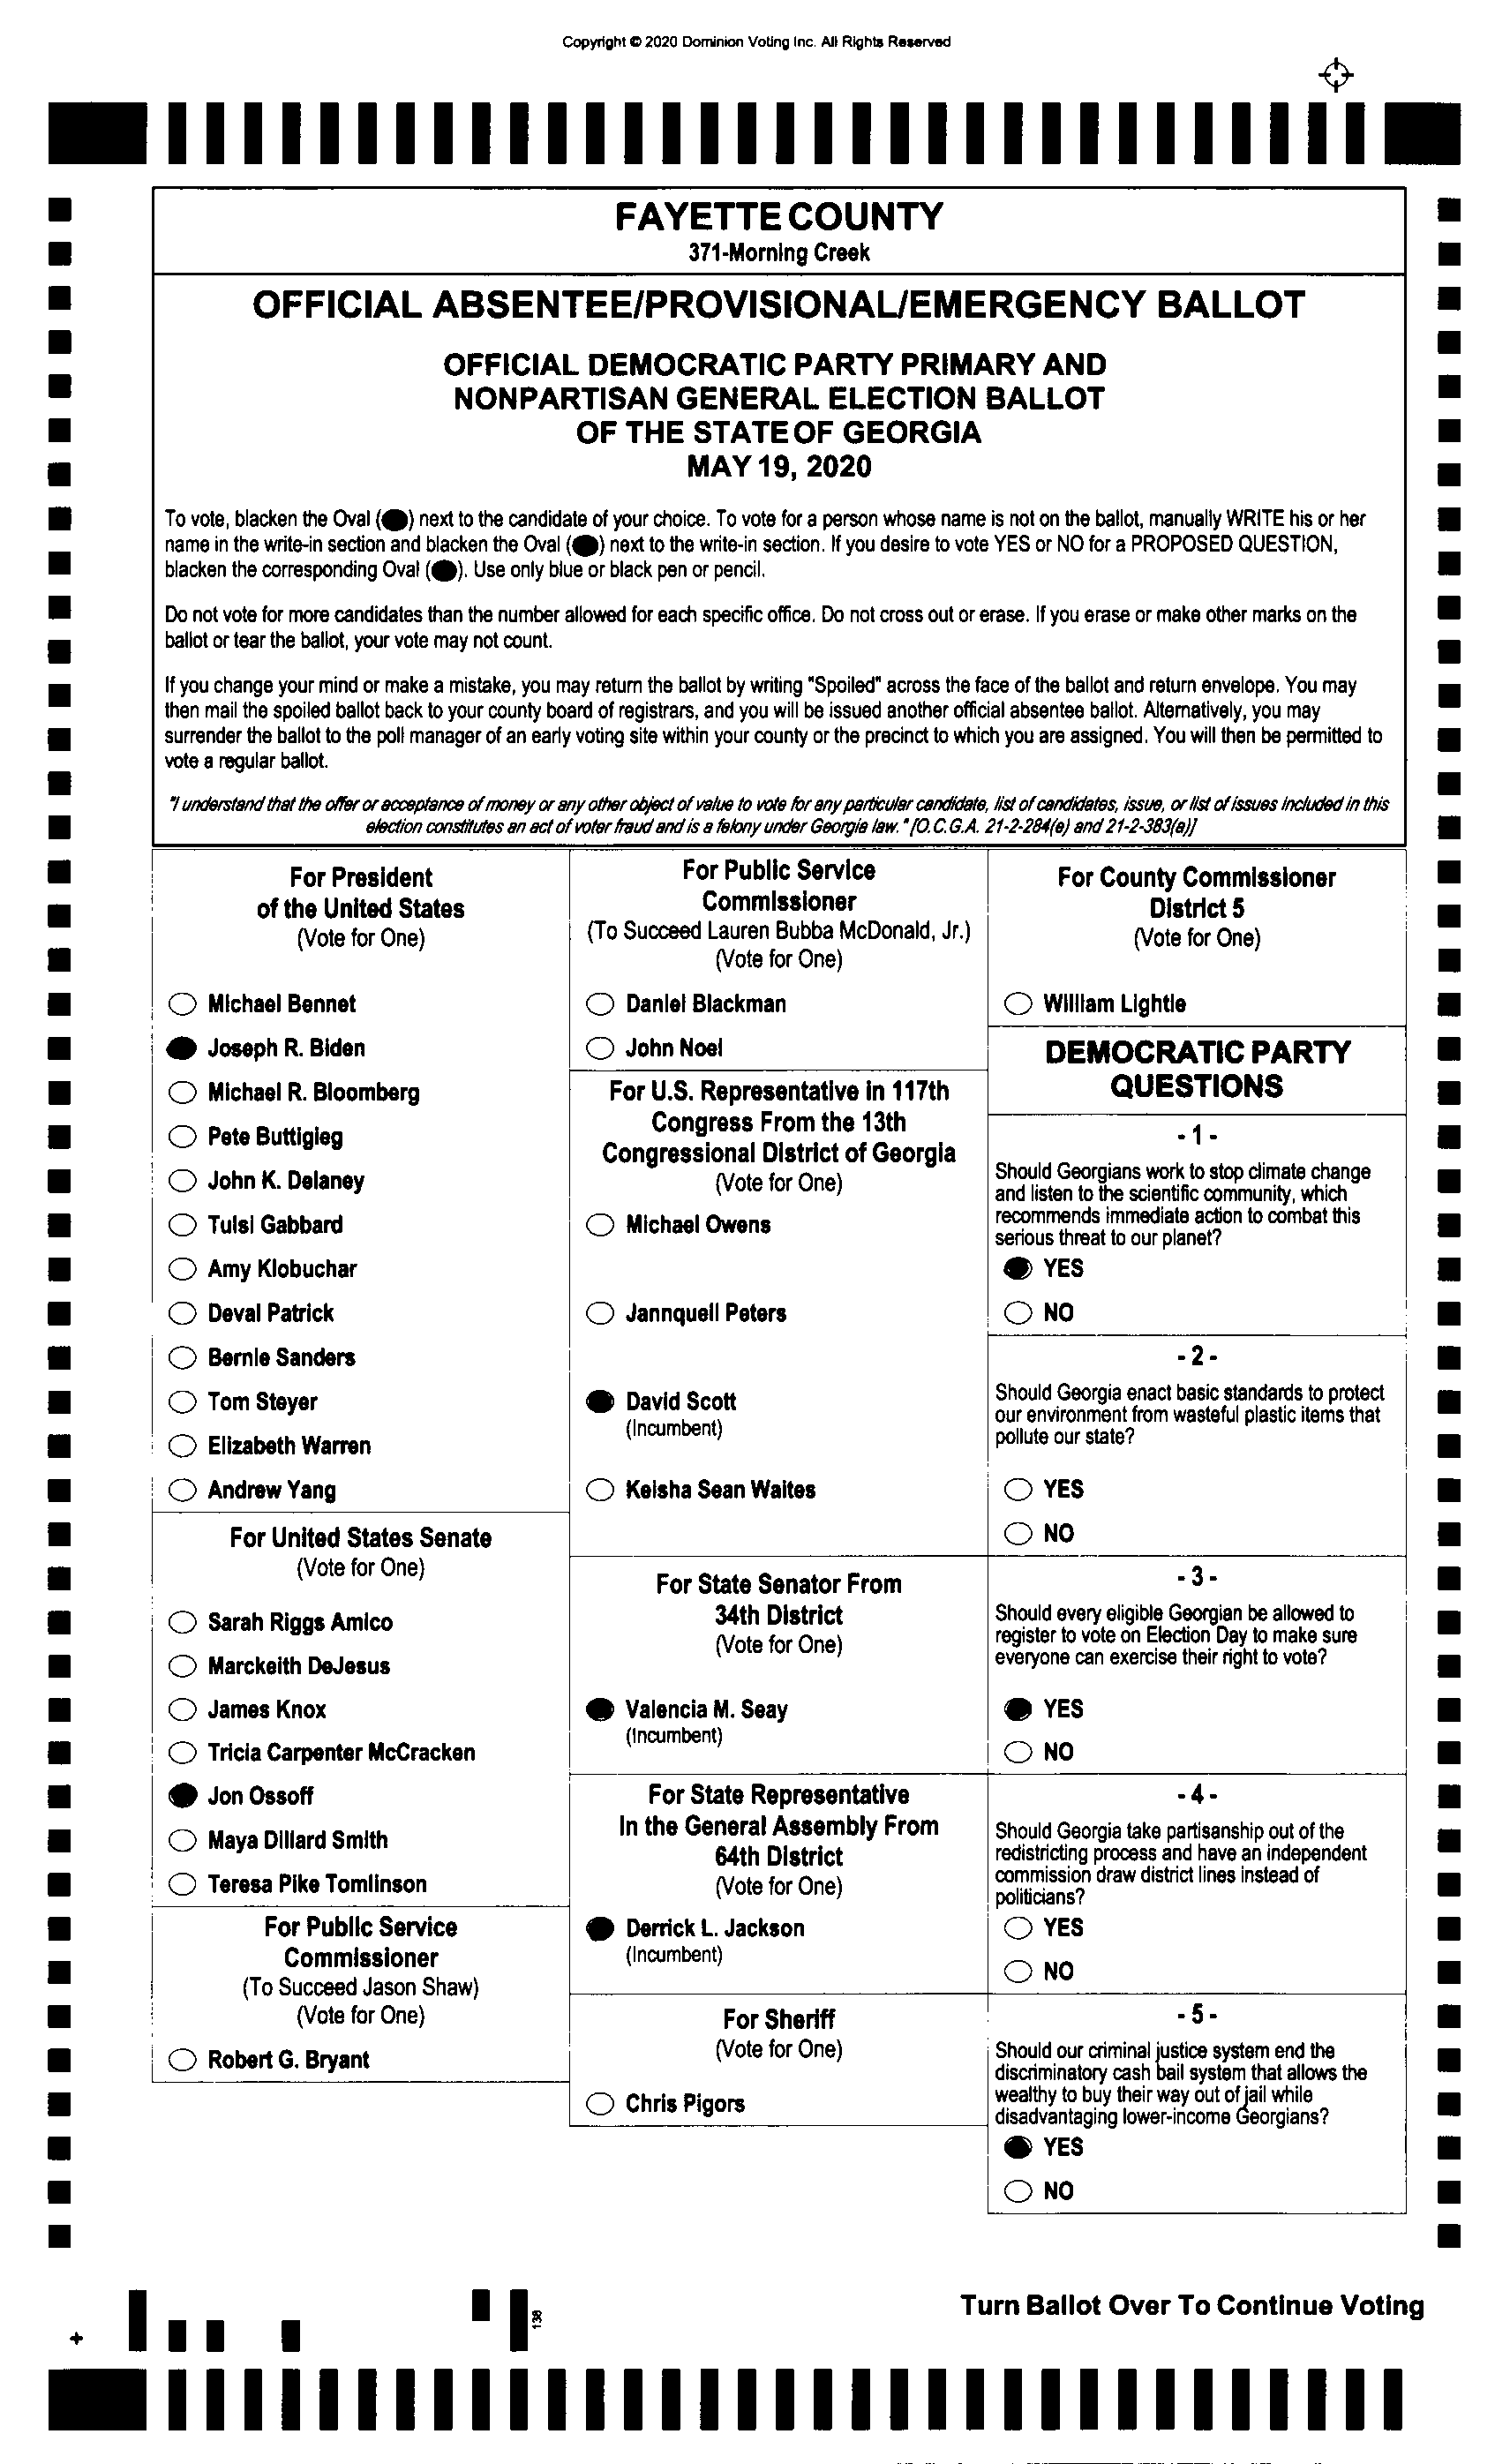 Copyright © 2020 Dominion Voting Inc. All Rights Reserved
FAYETTE COUNTY
371-Morning Creek
OFFICIAL ABSENTEE/PROVISIONAL/EMERGENCY BALLOT
OFFICIAL DEMOCRATIC PARTY PRIMARY AND
NONPARTISAN GENERAL ELECTION BALLOT
OF THE STATE OF GEORGIA
MAY 19, 2020
To vote, blacken the Oval ( ) next to the candidate of your choice. To vote for a person whose name is not on the ballot, manually WRITE his or her
name in the write-in section and blacken the Oval ( ) next to the write-in section. If you desire to vote YES or NO for a PROPOSED QUESTION,
blacken the corresponding Oval ( ). Use only blue or black pen or pencil.
Do not vote for more candidates than the number allowed for each specific office. Do not cross out or erase. If you erase or make other marks on the
ballot or tear the ballot, your vote may not count.
If you change your mind or make a mistake, you may return the ballot by writing "Spoiled" across the face of the ballot and return envelope. You may
then mail the spoiled ballot back to your county board of registrars, and you will be issued another official absentee ballot. Alternatively, you may
surrender the ballot to the poll manager of an early voting site within your county or the precinct to which you are assigned. You will then be permitted to
vote a regular ballot.
"I understand that the offer or acceptance of money or any other object of value to vote for any particular candidate, list of candidates, issue, or list of issues included in this
election constitutes an act of voter fraud and is a felony under Georgia law." [O.C.G.A. 21-2-284(e) and 21-2-383(a)]
For President
of the United States
(Vote for One)
Michael Bennet
Joseph R. Biden
Michael R. Bloomberg
Pete Buttigieg
John K. Delaney
Tulsi Gabbard
Amy Klobuchar
Deval Patrick
Bernie Sanders
Tom Steyer
Elizabeth Warren
Andrew Yang
For United States Senate
(Vote for One)
Sarah Riggs Amico
Marckeith DeJesus
James Knox
Tricia Carpenter McCracken
Jon Ossoff
Maya Dillard Smith
Teresa Pike Tomlinson
For Public Service
Commissioner
(To Succeed Jason Shaw)
(Vote for One)
Robert G. Bryant
For Public Service
Commissioner
(To Succeed Lauren Bubba McDonald, Jr.)
(Vote for One)
Daniel Blackman
John Noel
For U.S. Representative in 117th
Congress From the 13th
Congressional District of Georgia
(Vote for One)
Michael Owens
Jannquell Peters
David Scott
(Incumbent)
Keisha Sean Waites
For State Senator From
34th District
(Vote for One)
Valencia M. Seay
(Incumbent)
For State Representative
In the General Assembly From
64th District
(Vote for One)
Derrick L. Jackson
(Incumbent)
For Sheriff
(Vote for One)
Chris Pigors
For County Commissioner
District 5
(Vote for One)
William Lightle
DEMOCRATIC PARTY
QUESTIONS
- 1 -
Should Georgians work to stop climate change
and listen to the scientific community, which
recommends immediate action to combat this
serious threat to our planet?
YES
NO
- 2 -
Should Georgia enact basic standards to protect
our environment from wasteful plastic items that
pollute our state?
YES
NO
- 3 -
Should every eligible Georgian be allowed to
register to vote on Election Day to make sure
everyone can exercise their right to vote?
YES
NO
- 4 -
Should Georgia take partisanship out of the
redistricting process and have an independent
commission draw district lines instead of
politicians?
YES
NO
- 5 -
Should our criminal justice system end the
discriminatory cash bail system that allows the
wealthy to buy their way out of jail while
disadvantaging lower-income Georgians?
YES
NO
Turn Ballot Over To Continue Voting
138